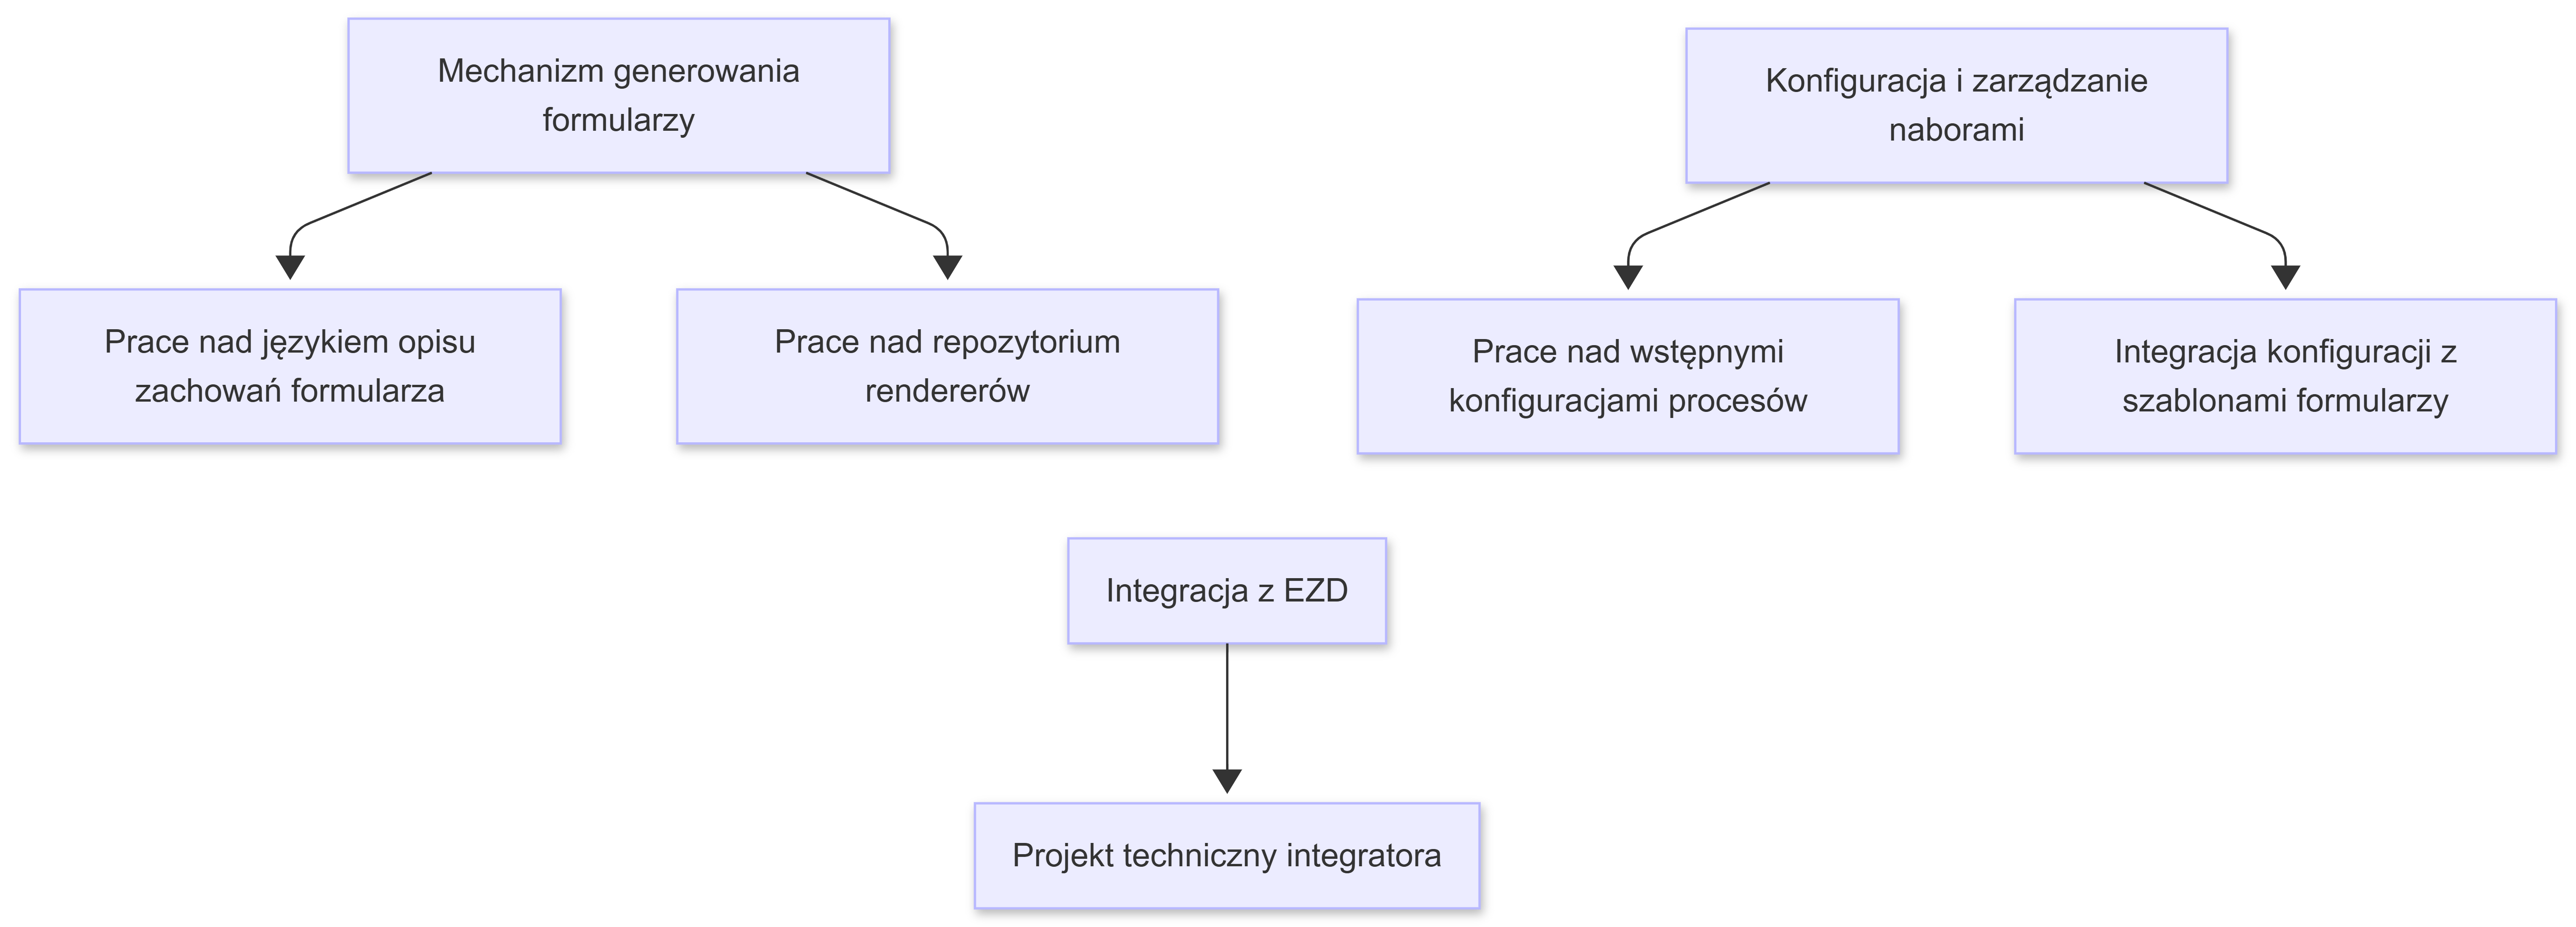 Mechanizm generowania
formularzy
Konfiguracja i zarządzanie
naborami
Prace nad językiem opisu
zachowań formularza
Prace nad repozytorium
rendererów
Prace nad wstępnymi
konfiguracjami procesów
Integracja konfiguracji z
szablonami formularzy
Integracja z EZD
Projekt techniczny integratora